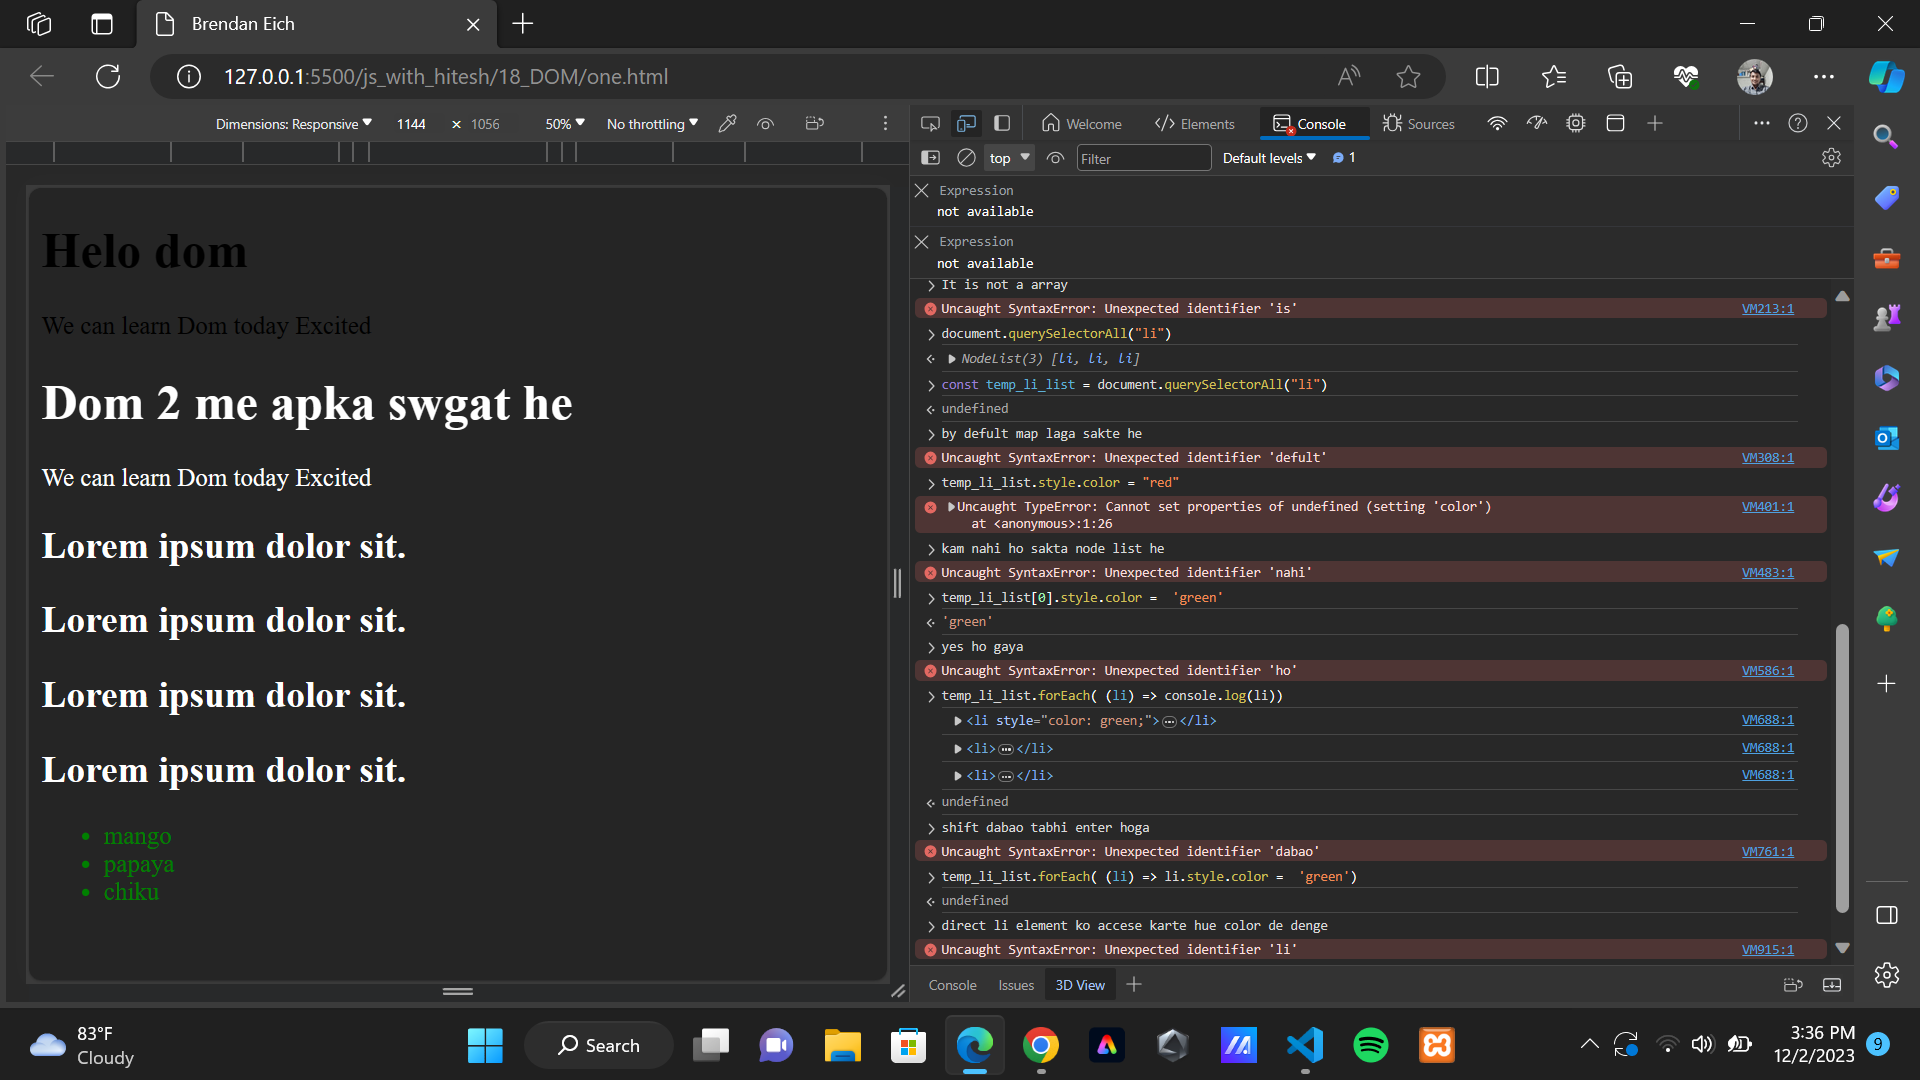 Brendan Eich
127.0.0.1:5500/js_with_hitesh/18_DOM/one.html
Dimensions: Responsive 1144 × 1056 50% No throttling
Welcome Elements Console Sources
top Filter Default levels 1
Expression
not available
Expression
not available
It is not a array
Uncaught SyntaxError: Unexpected identifier 'is' VM213:1
document.querySelectorAll("li")
NodeList(3) [li, li, li]
const temp_li_list = document.querySelectorAll("li")
undefined
by defult map laga sakte he
Uncaught SyntaxError: Unexpected identifier 'defult' VM308:1
temp_li_list.style.color = "red"
Uncaught TypeError: Cannot set properties of undefined (setting 'color') VM401:1
at <anonymous>:1:26
kam nahi ho sakta node list he
Uncaught SyntaxError: Unexpected identifier 'nahi' VM483:1
temp_li_list[0].style.color =  'green'
'green'
yes ho gaya
Uncaught SyntaxError: Unexpected identifier 'ho' VM586:1
temp_li_list.forEach( (li) => console.log(li))
<li style="color: green;">…</li> VM688:1
<li>…</li> VM688:1
<li>…</li> VM688:1
undefined
shift dabao tabhi enter hoga
Uncaught SyntaxError: Unexpected identifier 'dabao' VM761:1
temp_li_list.forEach( (li) => li.style.color =  'green')
undefined
direct li element ko accese karte hue color de denge
Uncaught SyntaxError: Unexpected identifier 'li' VM915:1
Console Issues 3D View
Helo dom
We can learn Dom today Excited
Dom 2 me apka swgat he
We can learn Dom today Excited
Lorem ipsum dolor sit.
Lorem ipsum dolor sit.
Lorem ipsum dolor sit.
Lorem ipsum dolor sit.
mango
papaya
chiku
83°F
Cloudy
Search
3:36 PM
12/2/2023
9